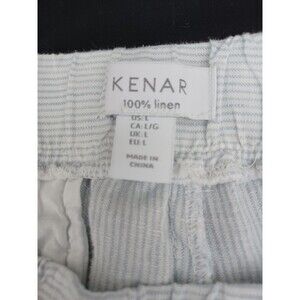 KENAR
100% linen
US: L
CA: L/G
UK: L
EU: L
MADE IN
CHINA